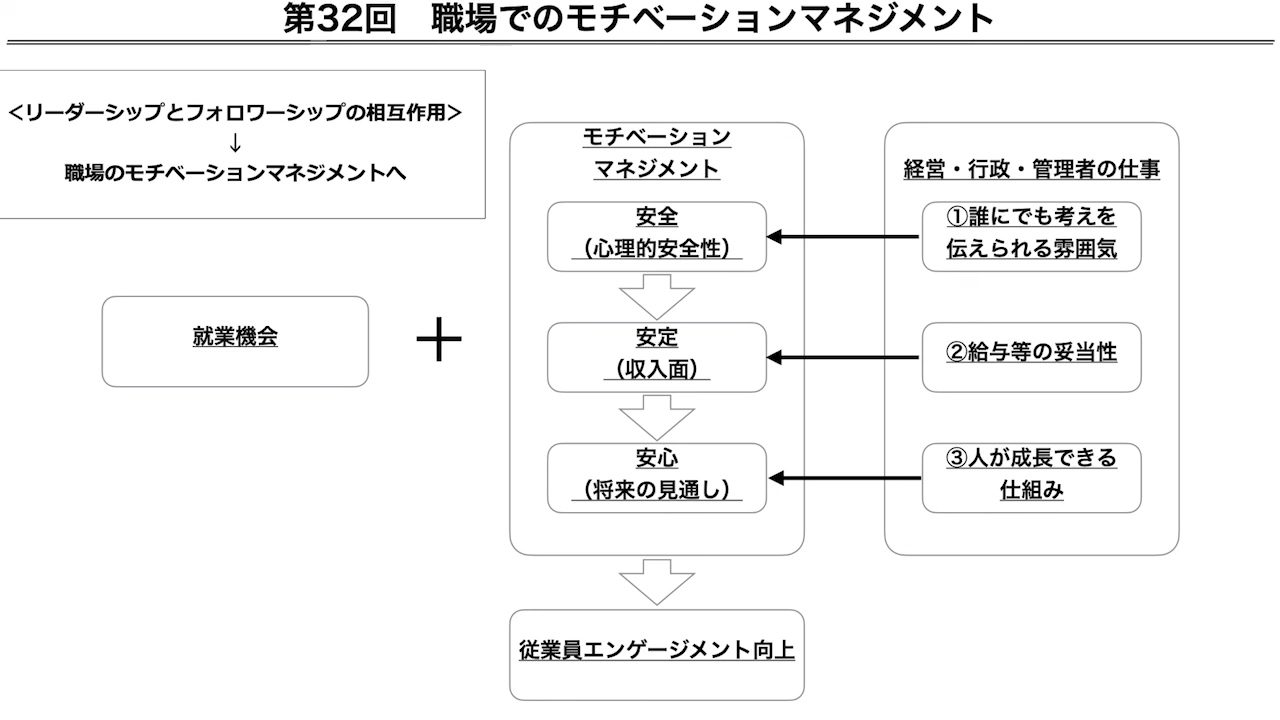 第32回　職場でのモチベーションマネジメント
＜リーダーシップとフォロワーシップの相互作用＞
↓
職場のモチベーションマネジメントへ
就業機会
＋
モチベーション
マネジメント
安全
（心理的安全性）
安定
（収入面）
安心
（将来の見通し）
経営・行政・管理者の仕事
①誰にでも考えを
伝えられる雰囲気
②給与等の妥当性
③人が成長できる
仕組み
従業員エンゲージメント向上